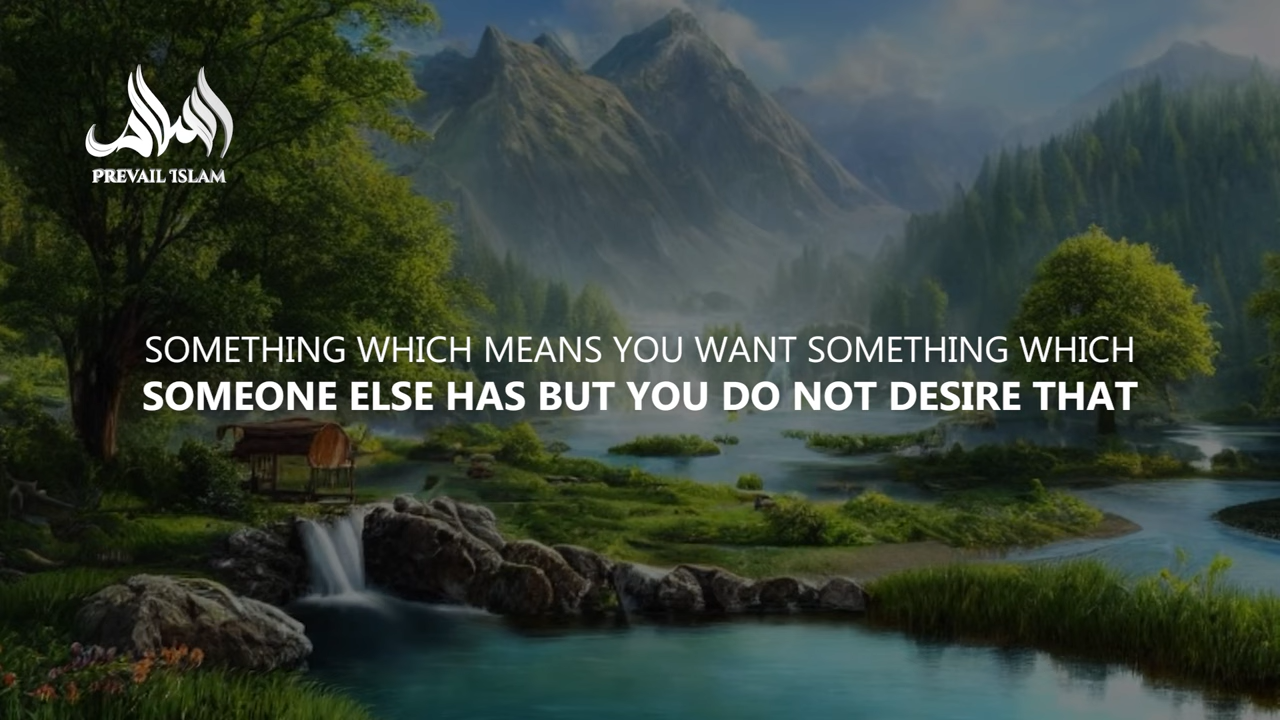 PREVAIL ISLAM
SOMETHING WHICH MEANS YOU WANT SOMETHING WHICH
SOMEONE ELSE HAS BUT YOU DO NOT DESIRE THAT